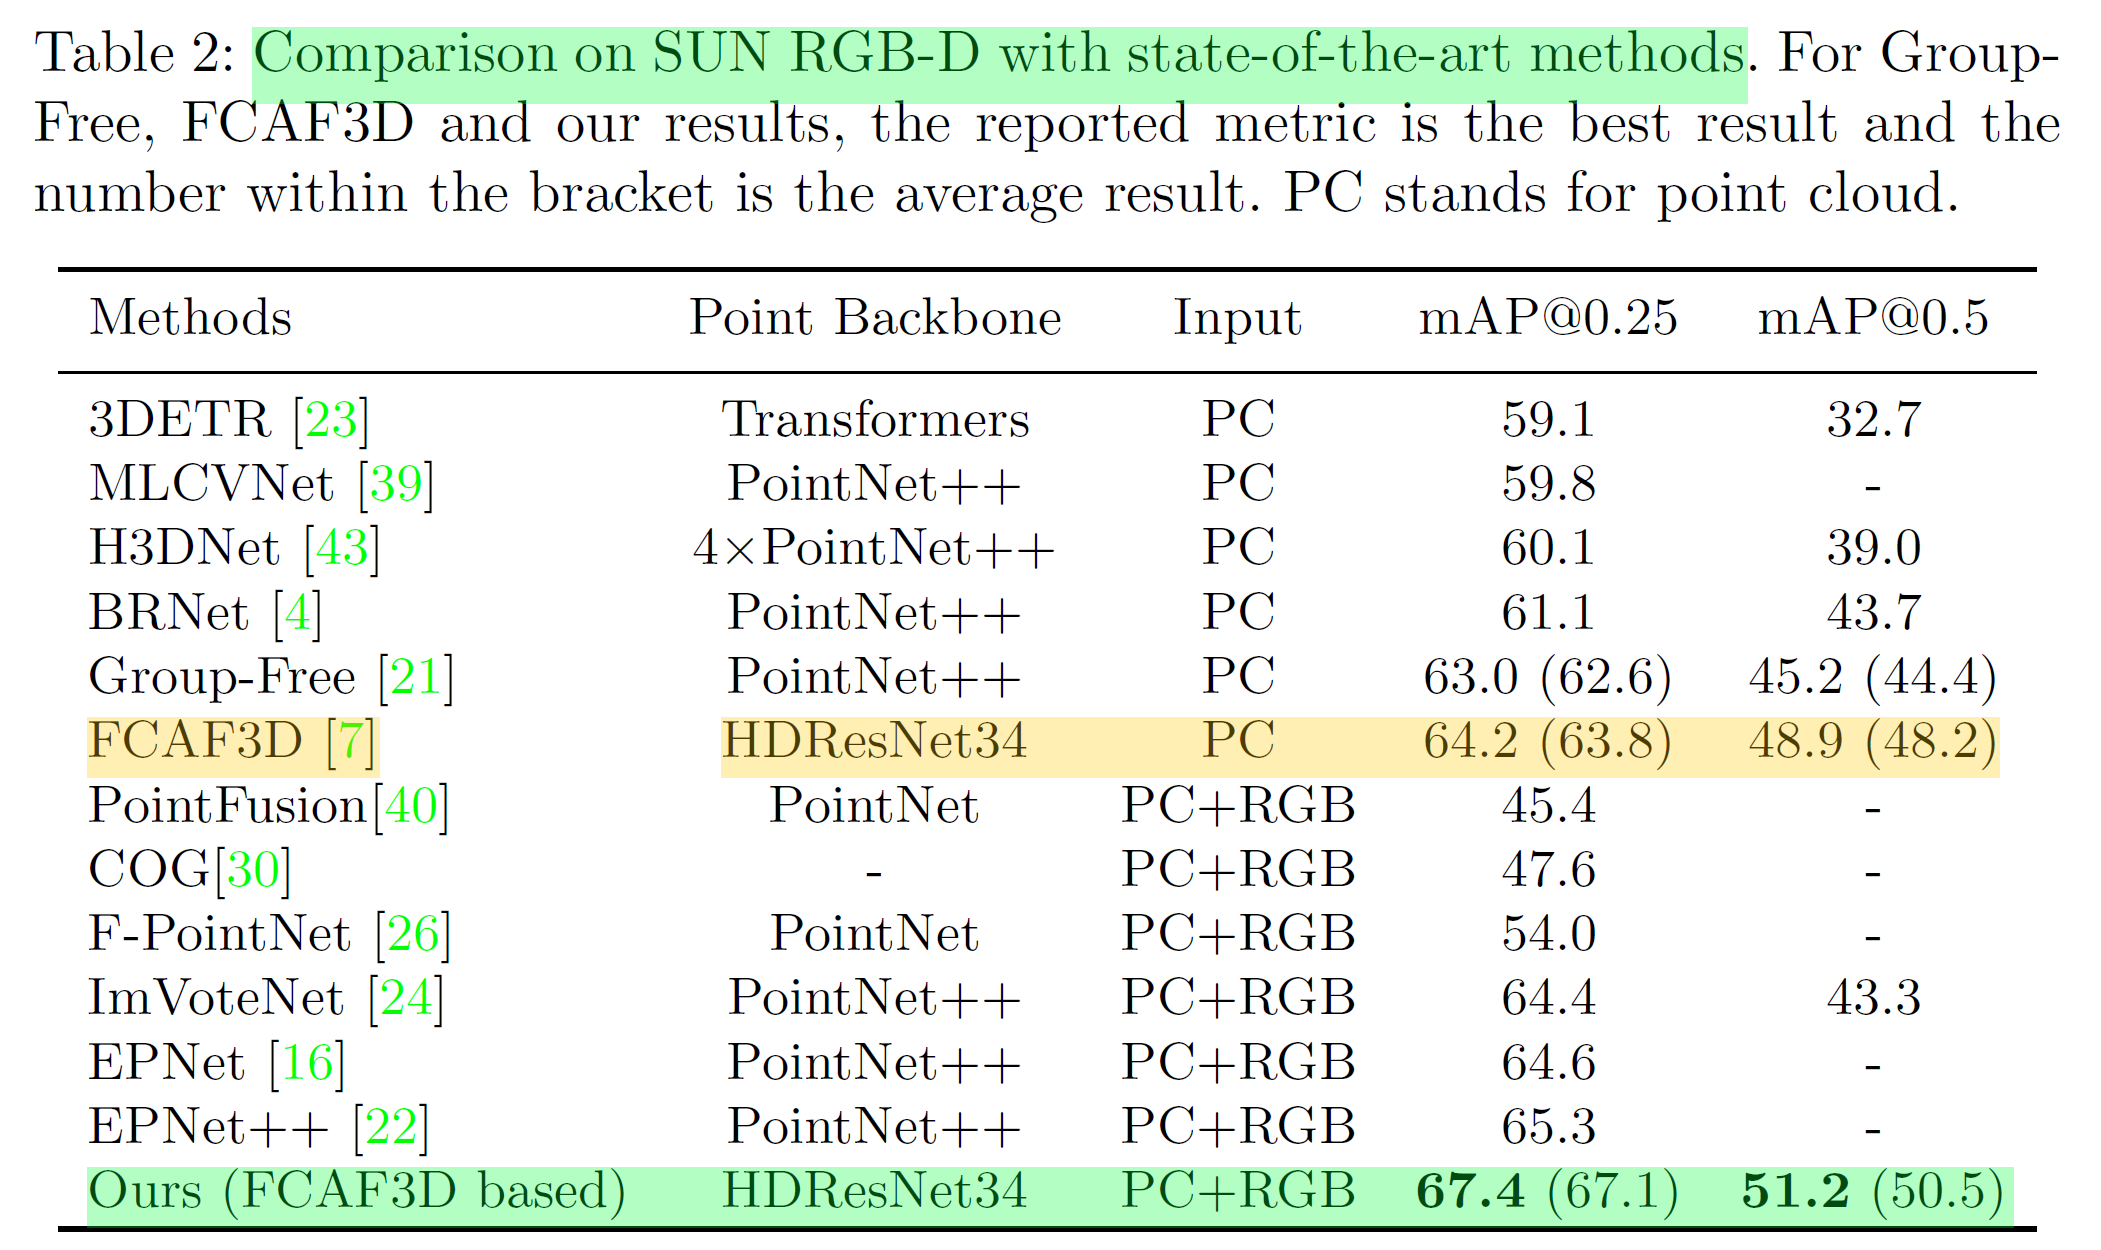 Table 2: Comparison on SUN RGB-D with state-of-the-art methods. For Group-
Free, FCAF3D and our results, the reported metric is the best result and the
number within the bracket is the average result. PC stands for point cloud.
Methods Point Backbone Input mAP@0.25 mAP@0.5
3DETR [23] Transformers PC 59.1 32.7
MLCVNet [39] PointNet++ PC 59.8 -
H3DNet [43] 4×PointNet++ PC 60.1 39.0
BRNet [4] PointNet++ PC 61.1 43.7
Group-Free [21] PointNet++ PC 63.0 (62.6) 45.2 (44.4)
FCAF3D [7] HDResNet34 PC 64.2 (63.8) 48.9 (48.2)
PointFusion[40] PointNet PC+RGB 45.4 -
COG[30] - PC+RGB 47.6 -
F-PointNet [26] PointNet PC+RGB 54.0 -
ImVoteNet [24] PointNet++ PC+RGB 64.4 43.3
EPNet [16] PointNet++ PC+RGB 64.6 -
EPNet++ [22] PointNet++ PC+RGB 65.3 -
Ours (FCAF3D based) HDResNet34 PC+RGB 67.4 (67.1) 51.2 (50.5)